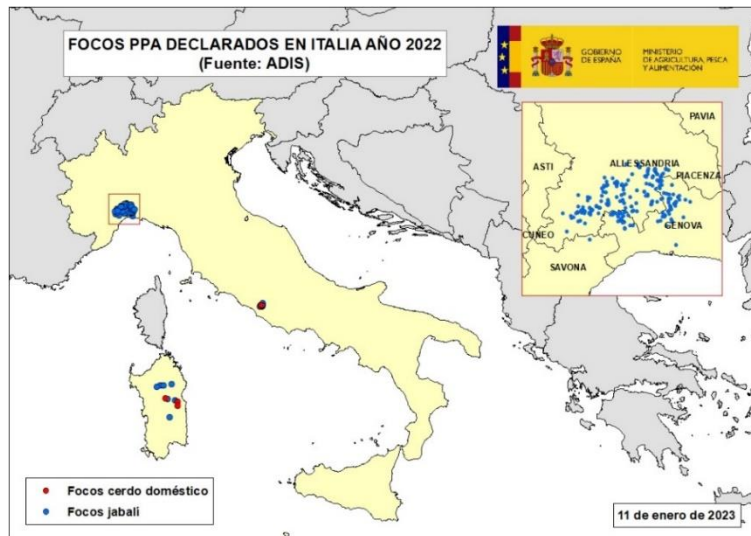 FOCOS PPA DECLARADOS EN ITALIA AÑO 2022
(Fuente: ADIS)
GOBIERNO
DE ESPAÑA
MINISTERIO
DE AGRICULTURA, PESCA
Y ALIMENTACIÓN
PAVIA
ASTI
ALLESSANDRIA
PIACENZA
CUNEO
GENOVA
SAVONA
Focos cerdo doméstico
Focos jabalí
11 de enero de 2023